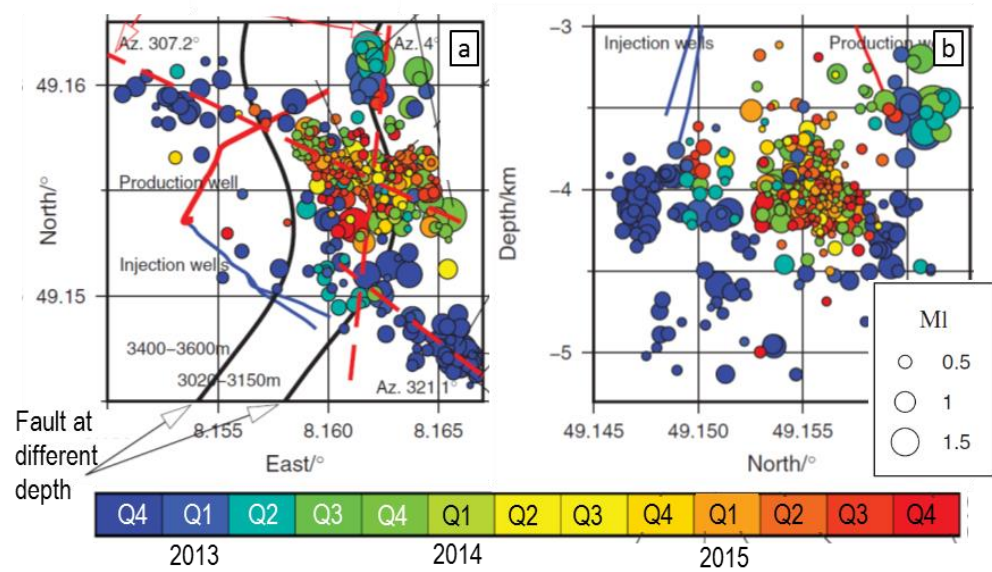 Az. 307.2°
Az. 4°
a
49.16
Production well
North/°
Injection wells
49.15
3400–3600m
3020–3150m
Az. 321.1°
8.155
8.160
8.165
East/°
Fault at
different
depth
b
Injection wells
Production
−3
−4
−5
Depth/km
49.145
49.150
49.155
North/°
Ml
0.5
1
1.5
Q4 Q1 Q2 Q3 Q4 Q1 Q2 Q3 Q4 Q1 Q2 Q3 Q4
2013 2014 2015